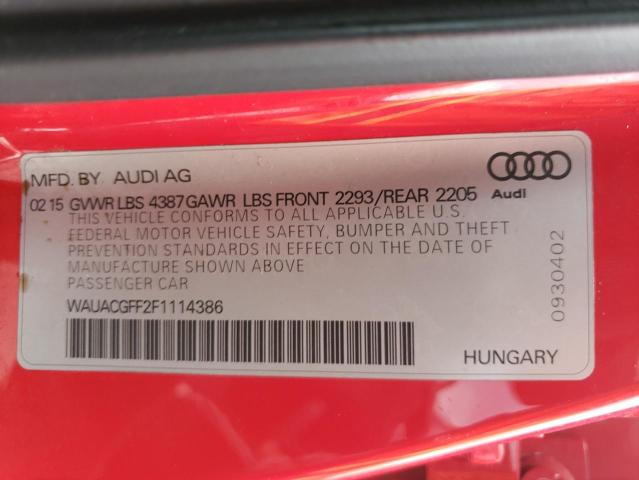 MFD. BY AUDI AG
02 15 GVWR LBS 4387 GAWR LBS FRONT 2293/REAR 2205
Audi
THIS VEHICLE CONFORMS TO ALL APPLICABLE U.S.
FEDERAL MOTOR VEHICLE SAFETY, BUMPER AND THEFT
PREVENTION STANDARDS IN EFFECT ON THE DATE OF
MANUFACTURE SHOWN ABOVE
PASSENGER CAR
WAUACGFF2F1114386
HUNGARY
0930402